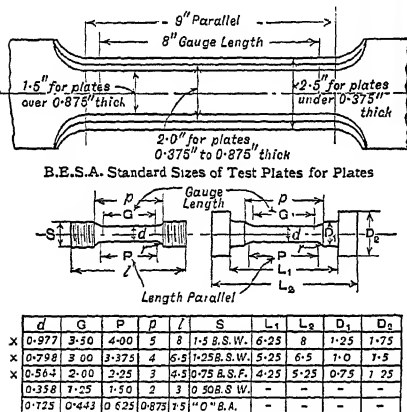 9" Parallel
8" Gauge Length
1·5" for plates
over 0·875" thick
2·5" for plates
under 0·375"
thick
2·0" for plates
0·375" to 0·875" thick
B.E.S.A. Standard Sizes of Test Plates for Plates
Gauge
Length
p
G
S
d
r
P
l
p
G
d
D₁
D₂
r
P
L₁
L₂
Length Parallel
d G P p l S L₁ L₂ D₁ D₂
x 0·977 3·50 4·00 5 8 1·5 B.S.W. 6·25 8 1·25 1·75
x 0·798 3·00 3·375 4 6·5 1·25 B.S.W. 5·25 6·5 1·0 1·5
x 0·564 2·00 2·25 3 4·5 0·75 B.S.F. 4·25 5·25 0·75 1·25
0·358 1·25 1·50 2 3 0·50 B.S.W. - - - -
0·125 0·443 0·625 0·875 1·5 "0" B.A. - - - -